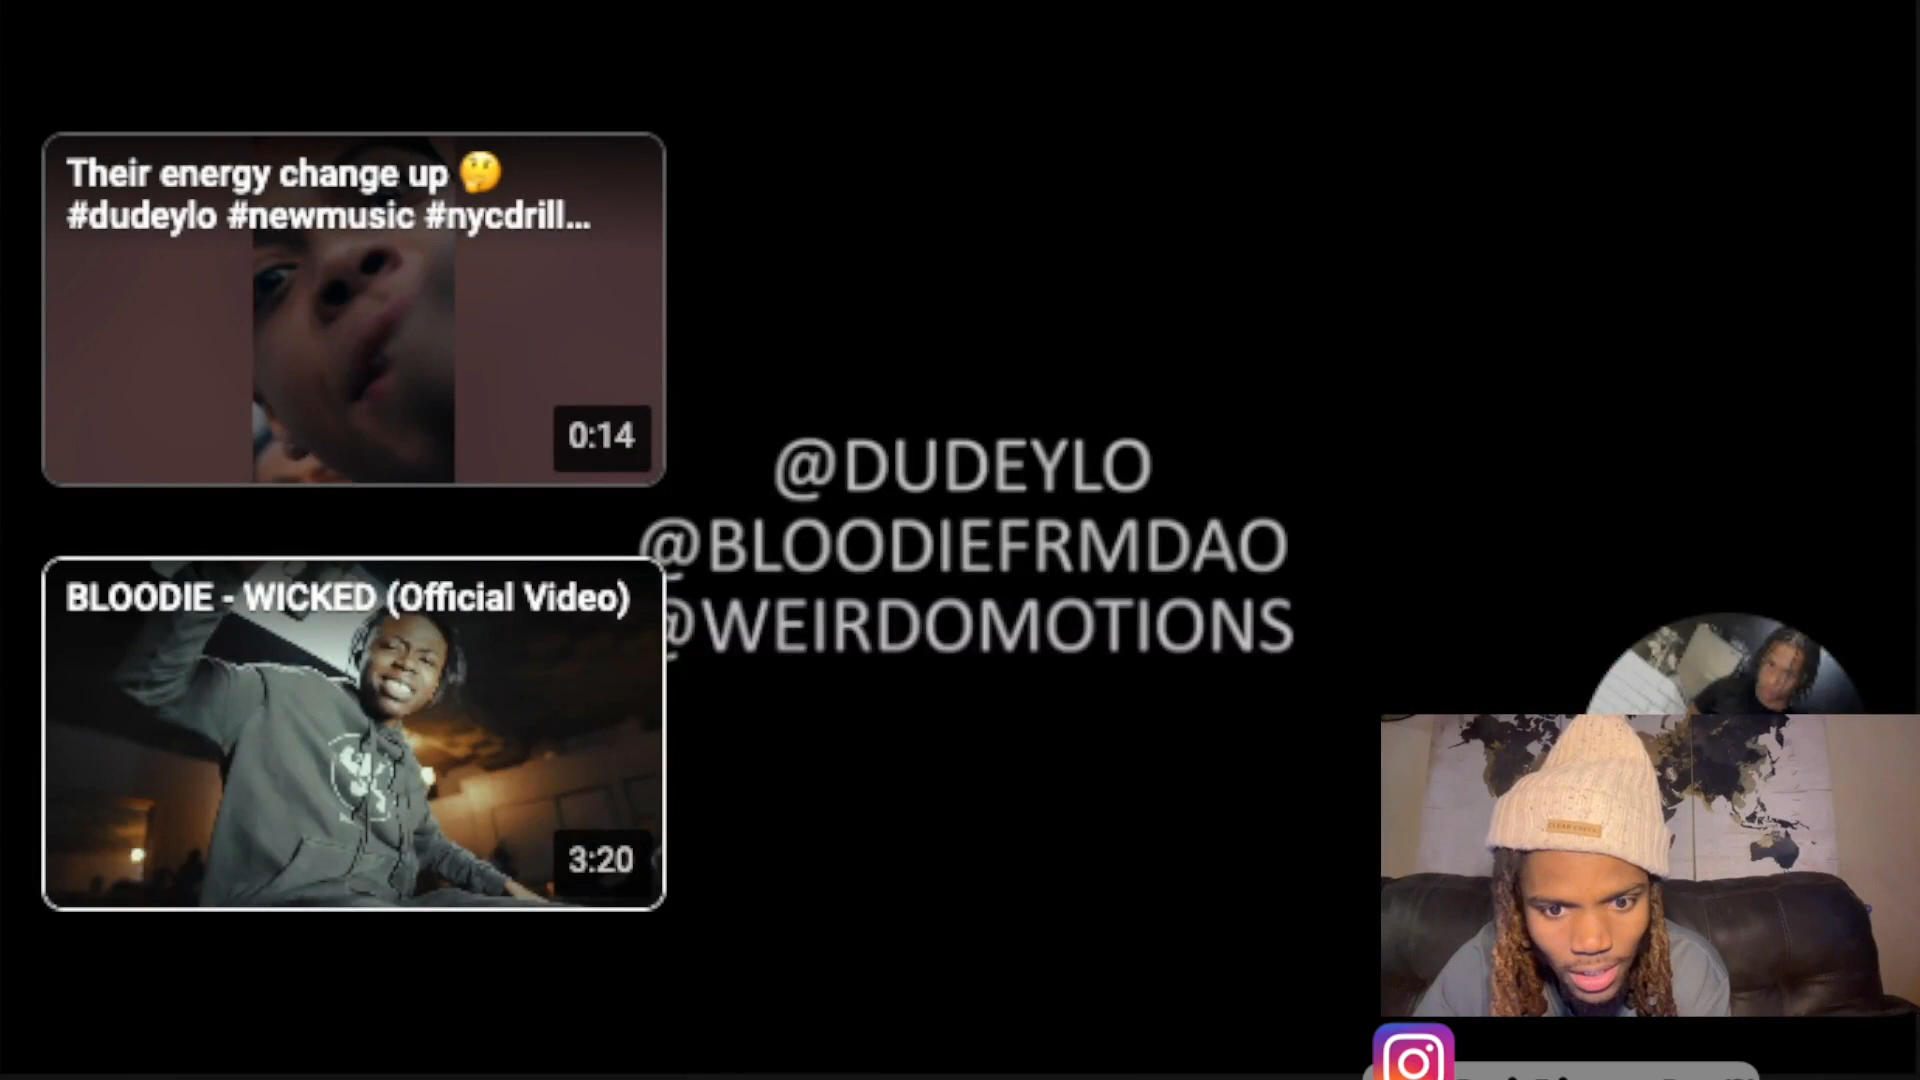 Their energy change up 🤔
#dudeylo #newmusic #nycdrill...
0:14
@DUDEYLO
@BLOODIEFRMDAO
@WEIRDOMOTIONS
BLOODIE - WICKED (Official Video)
3:20